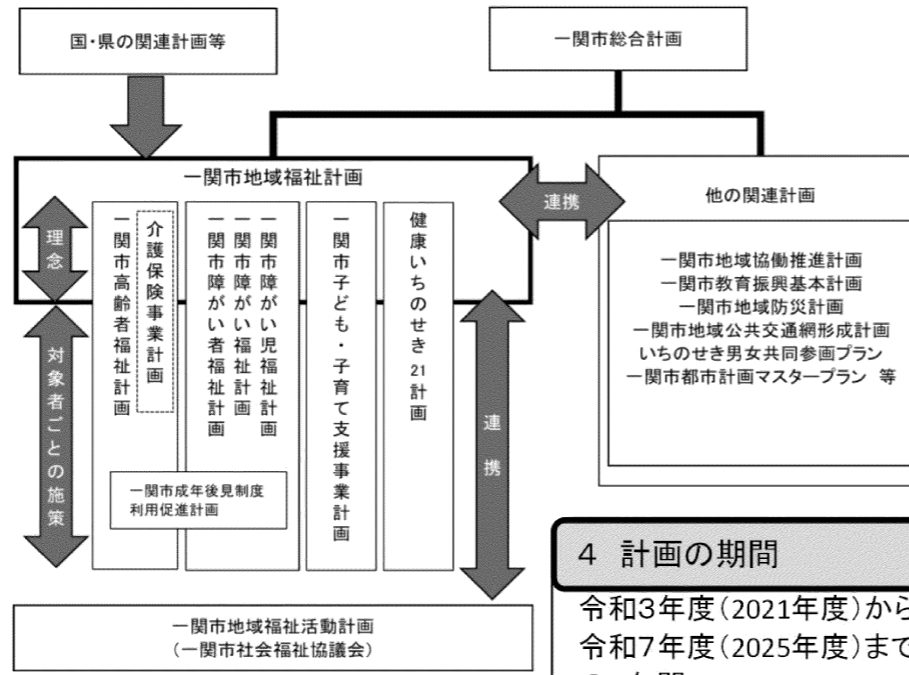 国・県の関連計画等
一関市総合計画
一関市地域福祉計画
理念
対象者ごとの施策
一関市高齢者福祉計画
介護保険事業計画
一関市障がい者福祉計画
一関市障がい福祉計画
一関市障がい児福祉計画
一関市成年後見制度
利用促進計画
一関市子ども・子育て支援事業計画
健康いちのせき21計画
連携
連携
他の関連計画
一関市地域協働推進計画
一関市教育振興基本計画
一関市地域防災計画
一関市地域公共交通網形成計画
いちのせき男女共同参画プラン
一関市都市計画マスタープラン 等
一関市地域福祉活動計画
(一関市社会福祉協議会)
4 計画の期間
令和3年度(2021年度)から
令和7年度(2025年度)まで